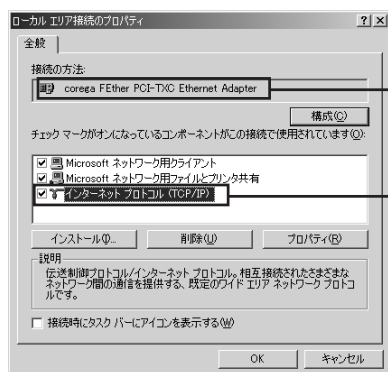 ローカル エリア接続のプロパティ
全般
接続の方法:
corega FEther PCI-TXC Ethernet Adapter
構成(C)
チェック マークがオンになっているコンポーネントがこの接続で使用されています(O):
Microsoft ネットワーク用クライアント
Microsoft ネットワーク用ファイルとプリンタ共有
インターネット プロトコル (TCP/IP)
インストール(I)... 削除(U) プロパティ(R)
説明
伝送制御プロトコル/インターネット プロトコル。相互接続されたさまざまな
ネットワーク間の通信を提供する、既定のワイド エリア ネットワーク プロトコ
ルです。
接続時にタスク バーにアイコンを表示する(W)
OK キャンセル